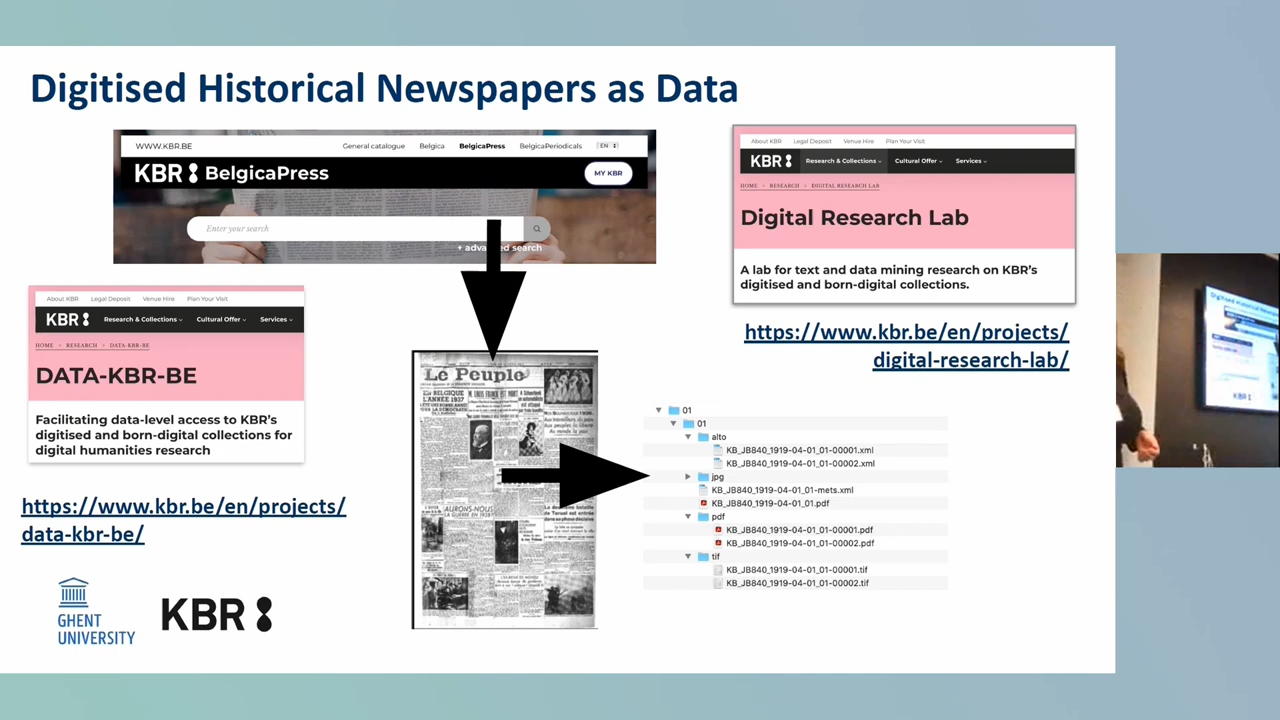 Digitised Historical Newspapers as Data
WWW.KBR.BE
General catalogue Belgica BelgicaPress BelgicaPeriodicals EN
KBR BelgicaPress
MY KBR
Enter your search
+ advanced search
About KBR Legal Deposit Venue Hire Plan Your Visit
KBR Research & Collections Cultural Offer Services
HOME > RESEARCH > DIGITAL RESEARCH LAB
Digital Research Lab
A lab for text and data mining research on KBR's
digitised and born-digital collections.
https://www.kbr.be/en/projects/
digital-research-lab/
About KBR Legal Deposit Venue Hire Plan Your Visit
KBR Research & Collections Cultural Offer Services
HOME > RESEARCH > DATA-KBR-BE
DATA-KBR-BE
Facilitating data-level access to KBR's
digitised and born-digital collections for
digital humanities research
https://www.kbr.be/en/projects/
data-kbr-be/
GHENT
UNIVERSITY
KBR
Le Peuple
01
01
alto
KB_JB840_1919-04-01_01-00001.xml
KB_JB840_1919-04-01_01-00002.xml
jpg
KB_JB840_1919-04-01_01-mets.xml
KB_JB840_1919-04-01_01.pdf
pdf
KB_JB840_1919-04-01_01-00001.pdf
KB_JB840_1919-04-01_01-00002.pdf
tif
KB_JB840_1919-04-01_01-00001.tif
KB_JB840_1919-04-01_01-00002.tif